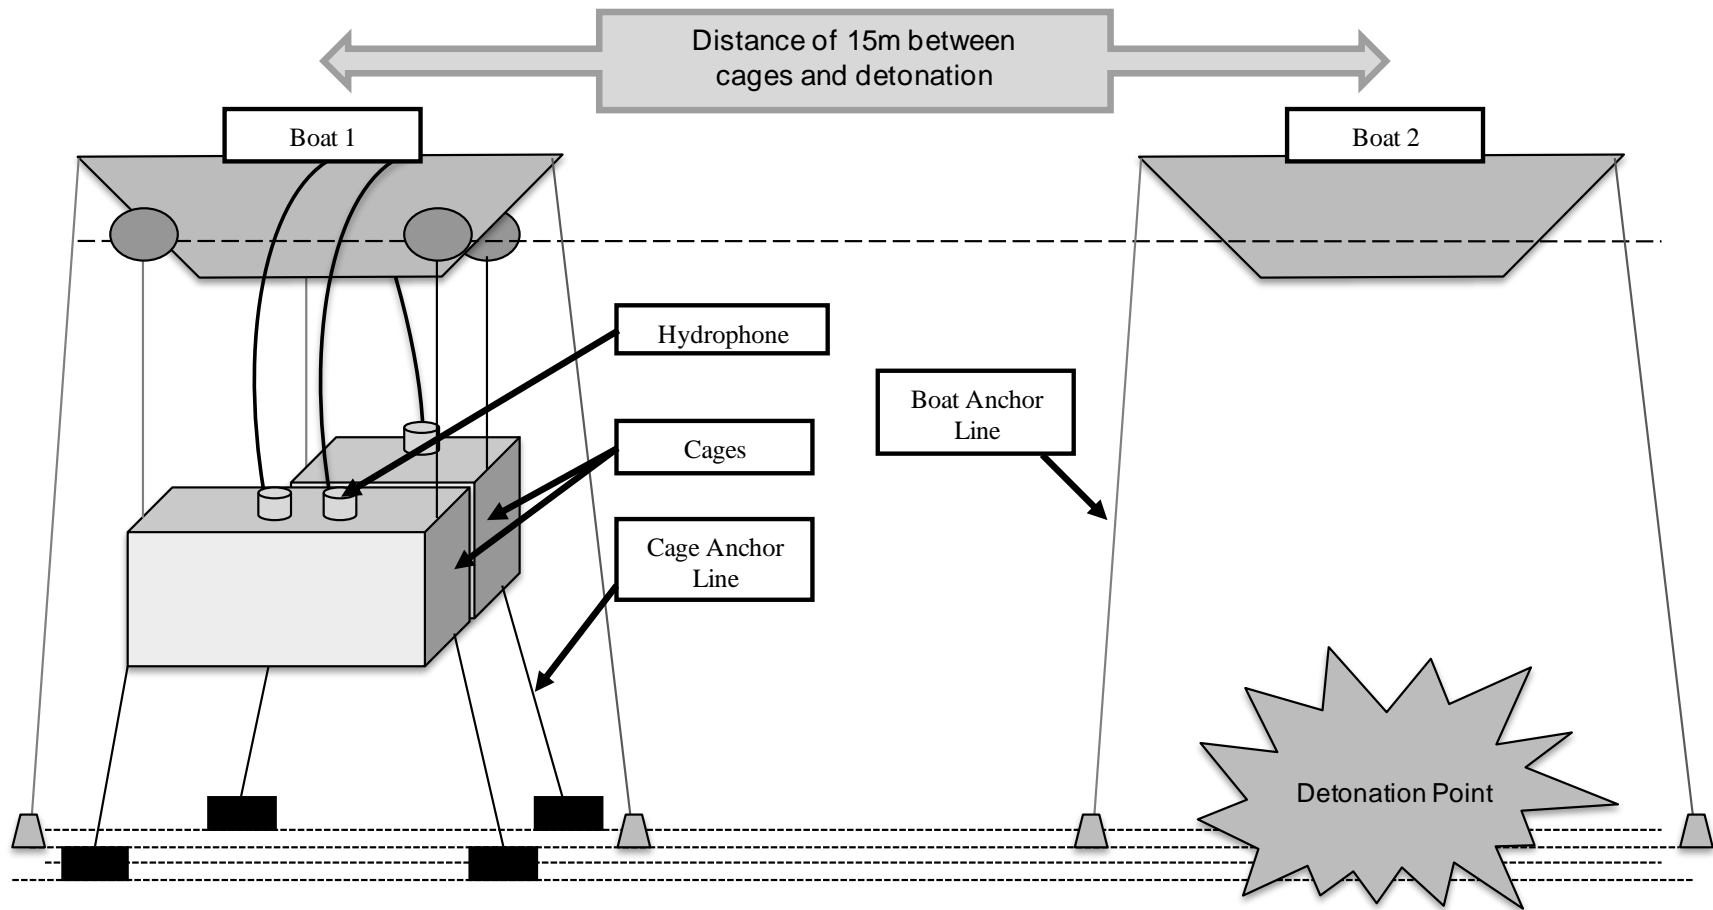 Distance of 15m between
cages and detonation
Boat 1
Boat 2
Hydrophone
Boat Anchor
Line
Cages
Cage Anchor
Line
Detonation Point